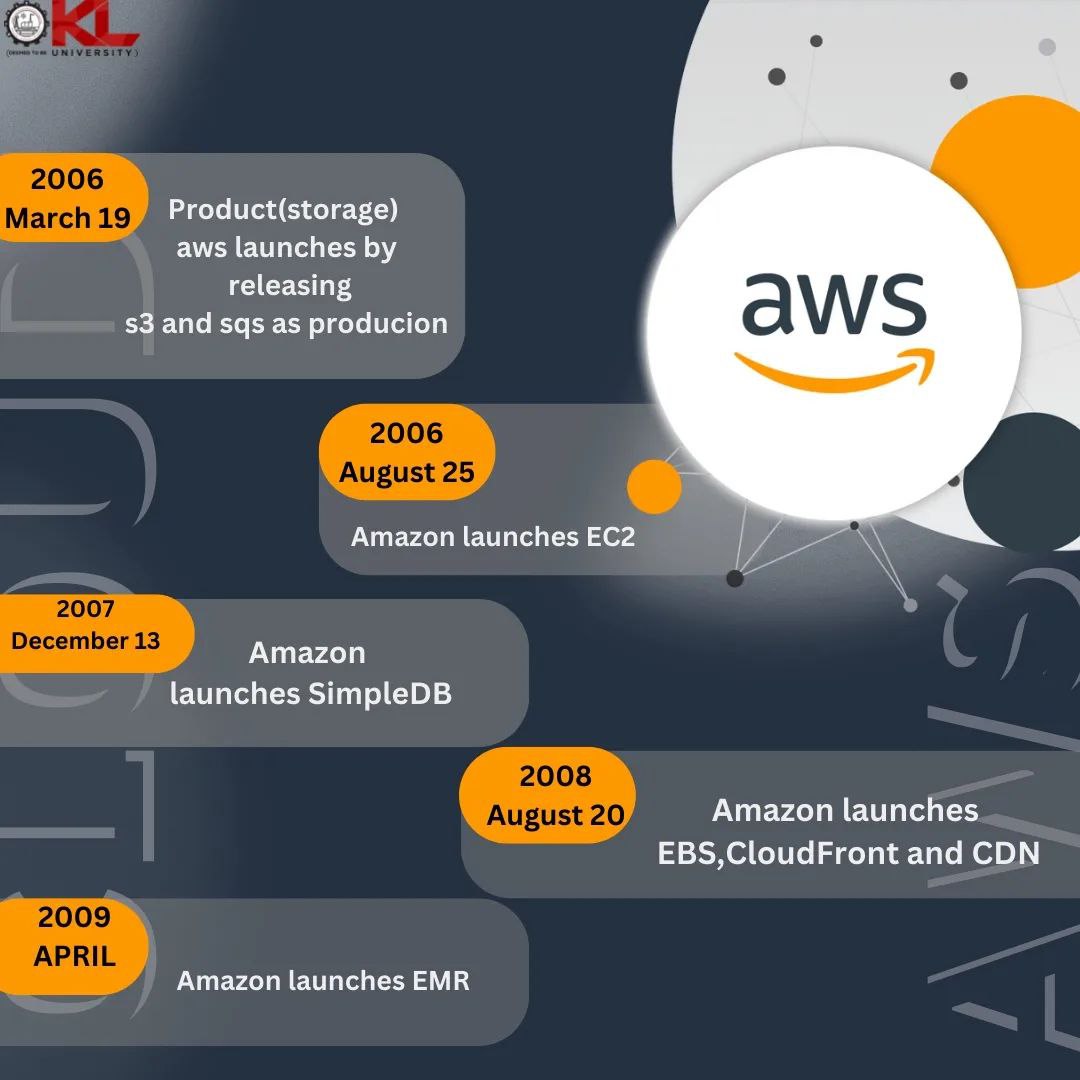 KL
(DEEMED TO BE UNIVERSITY)
2006
March 19
Product(storage)
aws launches by
releasing
s3 and sqs as producion
aws
2006
August 25
Amazon launches EC2
2007
December 13
Amazon
launches SimpleDB
2008
August 20
Amazon launches
EBS,CloudFront and CDN
2009
APRIL
Amazon launches EMR
CLOUD
AWS